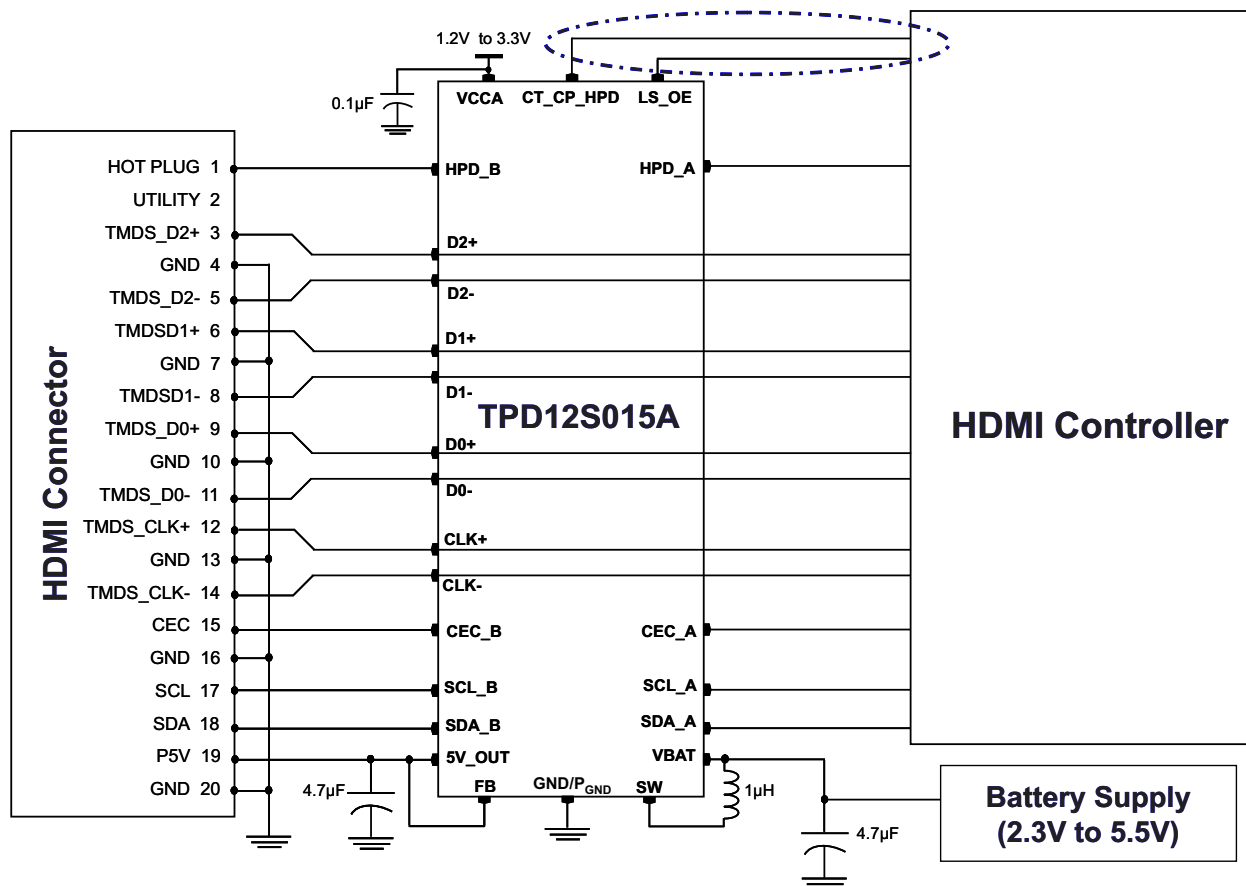 1.2V to 3.3V
0.1µF
VCCA
CT_CP_HPD
LS_OE
HOT PLUG 1
UTILITY 2
TMDS_D2+ 3
GND 4
TMDS_D2- 5
TMDSD1+ 6
GND 7
TMDSD1- 8
TMDS_D0+ 9
GND 10
TMDS_D0- 11
TMDS_CLK+ 12
GND 13
TMDS_CLK- 14
CEC 15
GND 16
SCL 17
SDA 18
P5V 19
GND 20
HDMI Connector
HPD_B
HPD_A
D2+
D2-
D1+
D1-
TPD12S015A
D0+
D0-
CLK+
CLK-
CEC_B
CEC_A
SCL_B
SCL_A
SDA_B
SDA_A
5V_OUT
VBAT
FB
GND/PGND
SW
4.7µF
1µH
4.7µF
HDMI Controller
Battery Supply
(2.3V to 5.5V)